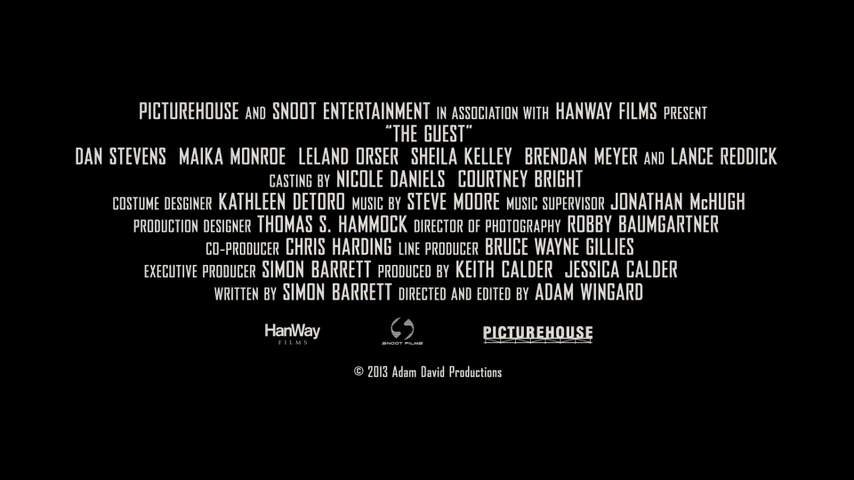 PICTUREHOUSE AND SNOOT ENTERTAINMENT IN ASSOCIATION WITH HANWAY FILMS PRESENT
“THE GUEST”
DAN STEVENS MAIKA MONROE LELAND ORSER SHEILA KELLEY BRENDAN MEYER AND LANCE REDDICK
CASTING BY NICOLE DANIELS COURTNEY BRIGHT
COSTUME DESGINER KATHLEEN DETORO MUSIC BY STEVE MOORE MUSIC SUPERVISOR JONATHAN McHUGH
PRODUCTION DESIGNER THOMAS S. HAMMOCK DIRECTOR OF PHOTOGRAPHY ROBBY BAUMGARTNER
CO-PRODUCER CHRIS HARDING LINE PRODUCER BRUCE WAYNE GILLIES
EXECUTIVE PRODUCER SIMON BARRETT PRODUCED BY KEITH CALDER JESSICA CALDER
WRITTEN BY SIMON BARRETT DIRECTED AND EDITED BY ADAM WINGARD
HanWay FILMS SNOOT FILMS PICTUREHOUSE
© 2013 Adam David Productions